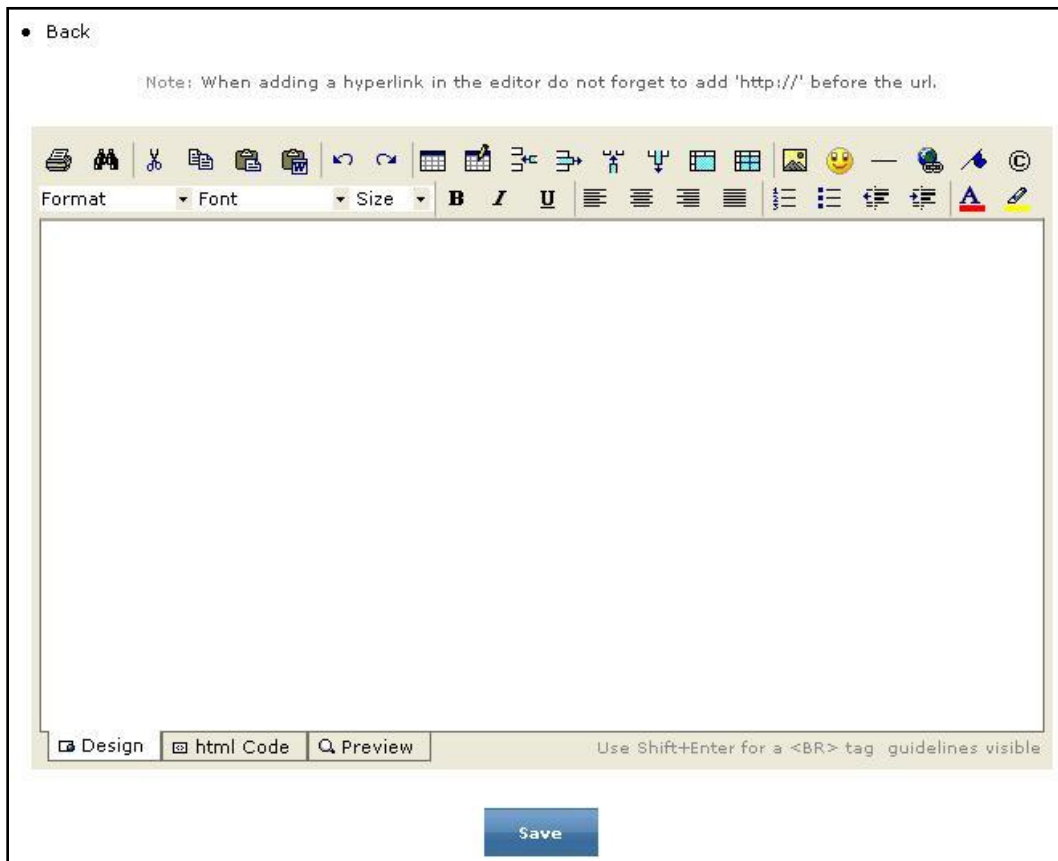 Back
Note: When adding a hyperlink in the editor do not forget to add 'http://' before the url.
©
Format Font Size B I U A
Design html Code Preview Use Shift+Enter for a <BR> tag guidelines visible
Save